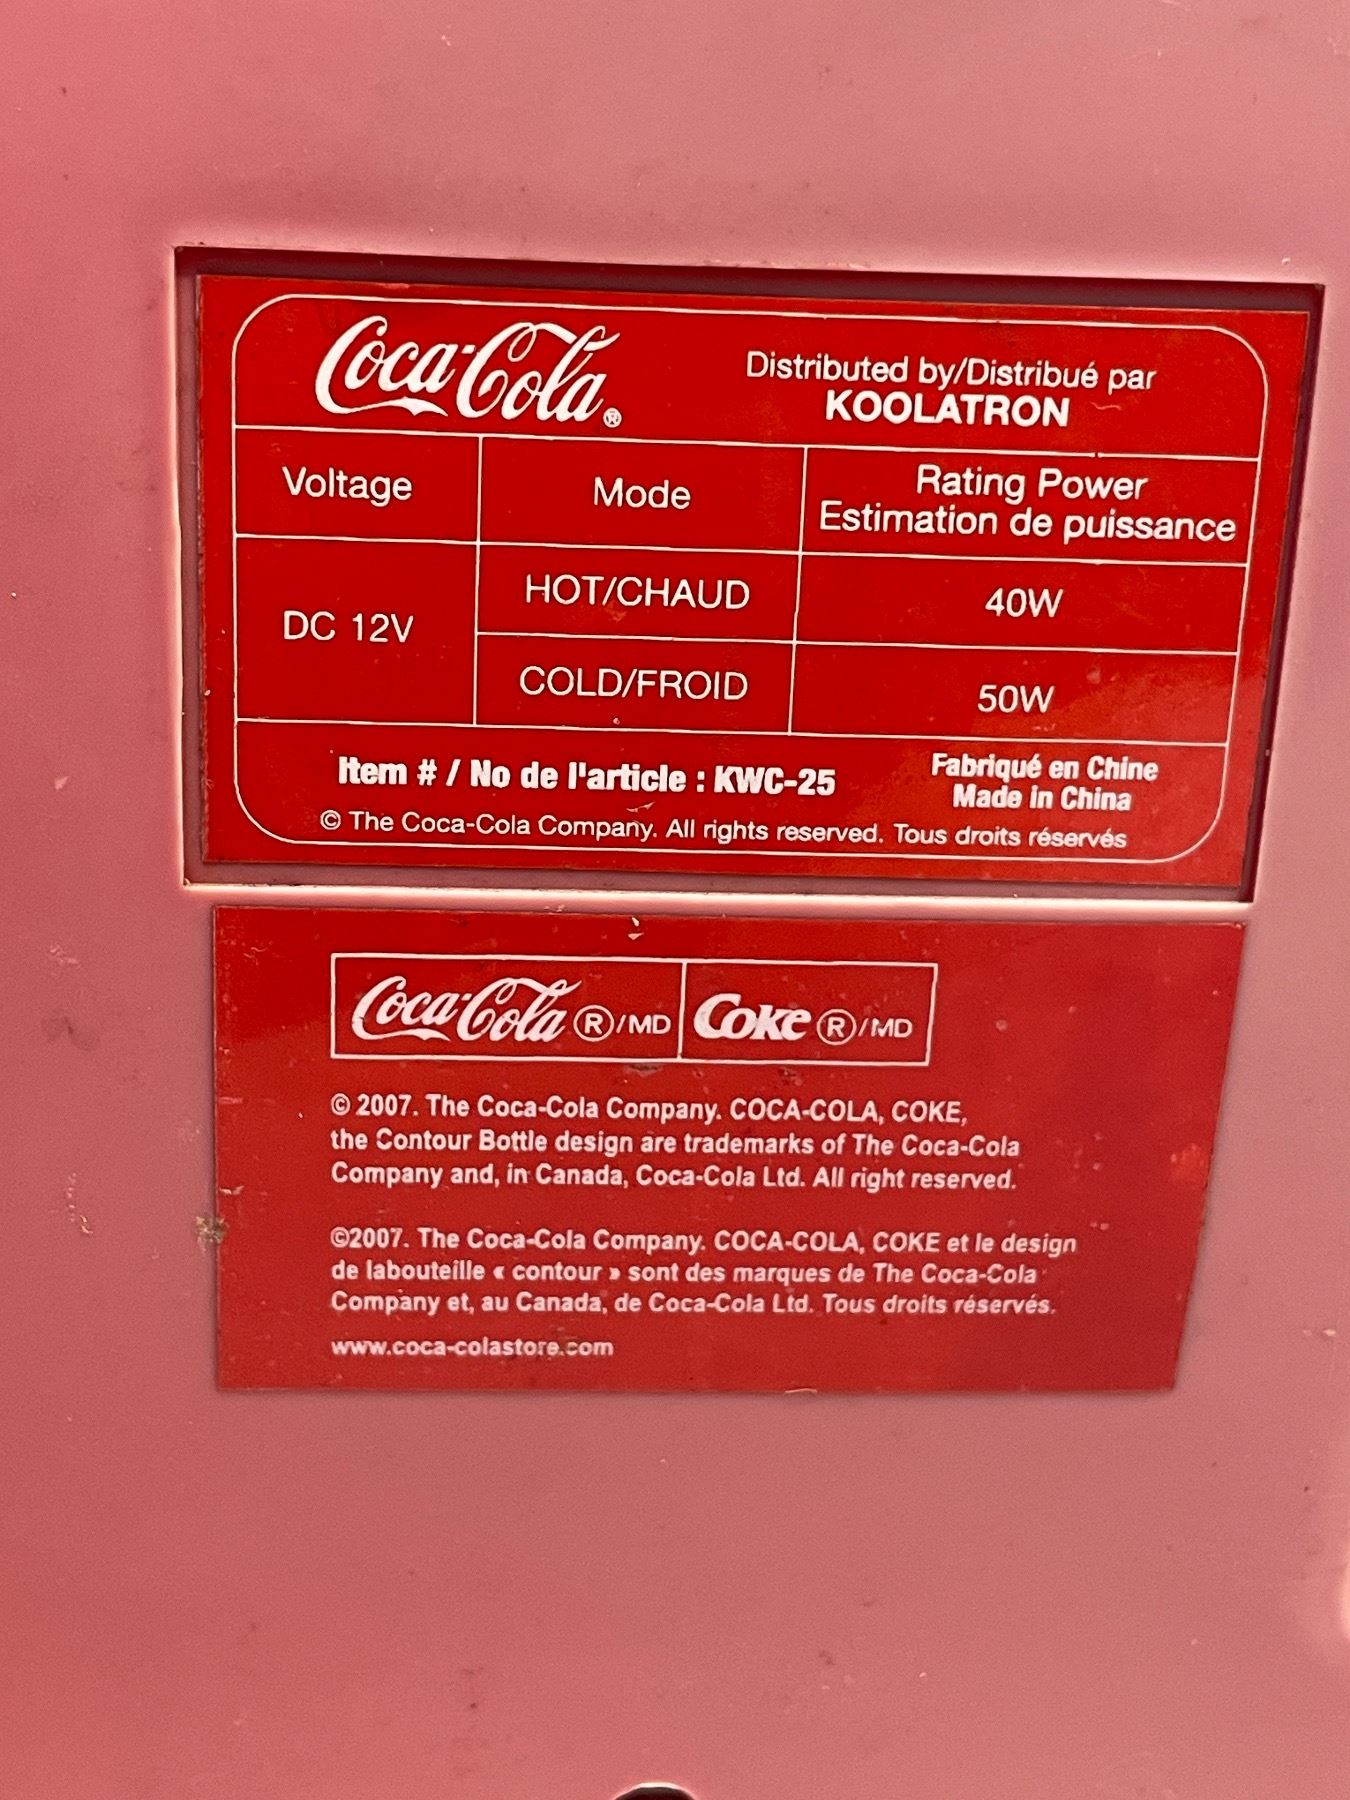 Coca-Cola®
Distributed by/Distribué par
KOOLATRON
Voltage
Mode
Rating Power
Estimation de puissance
DC 12V
HOT/CHAUD
40W
COLD/FROID
50W
Item # / No de l'article : KWC-25
Fabriqué en Chine
Made in China
© The Coca-Cola Company. All rights reserved. Tous droits réservés
Coca-Cola ®/MD
Coke ®/MD
© 2007. The Coca-Cola Company. COCA-COLA, COKE,
the Contour Bottle design are trademarks of The Coca-Cola
Company and, in Canada, Coca-Cola Ltd. All right reserved.
©2007. The Coca-Cola Company. COCA-COLA, COKE et le design
de labouteille « contour » sont des marques de The Coca-Cola
Company et, au Canada, de Coca-Cola Ltd. Tous droits réservés.
www.coca-colastore.com